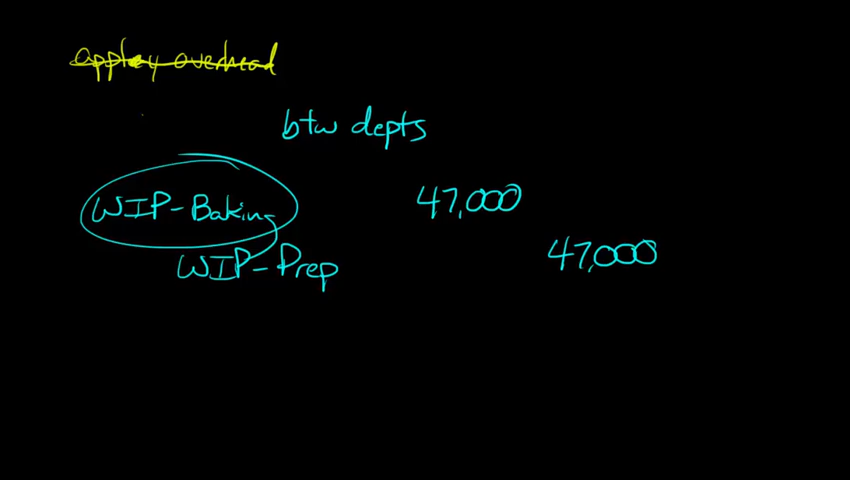 apply overhead
btw depts
WIP-Baking 47,000
WIP-Prep 47,000